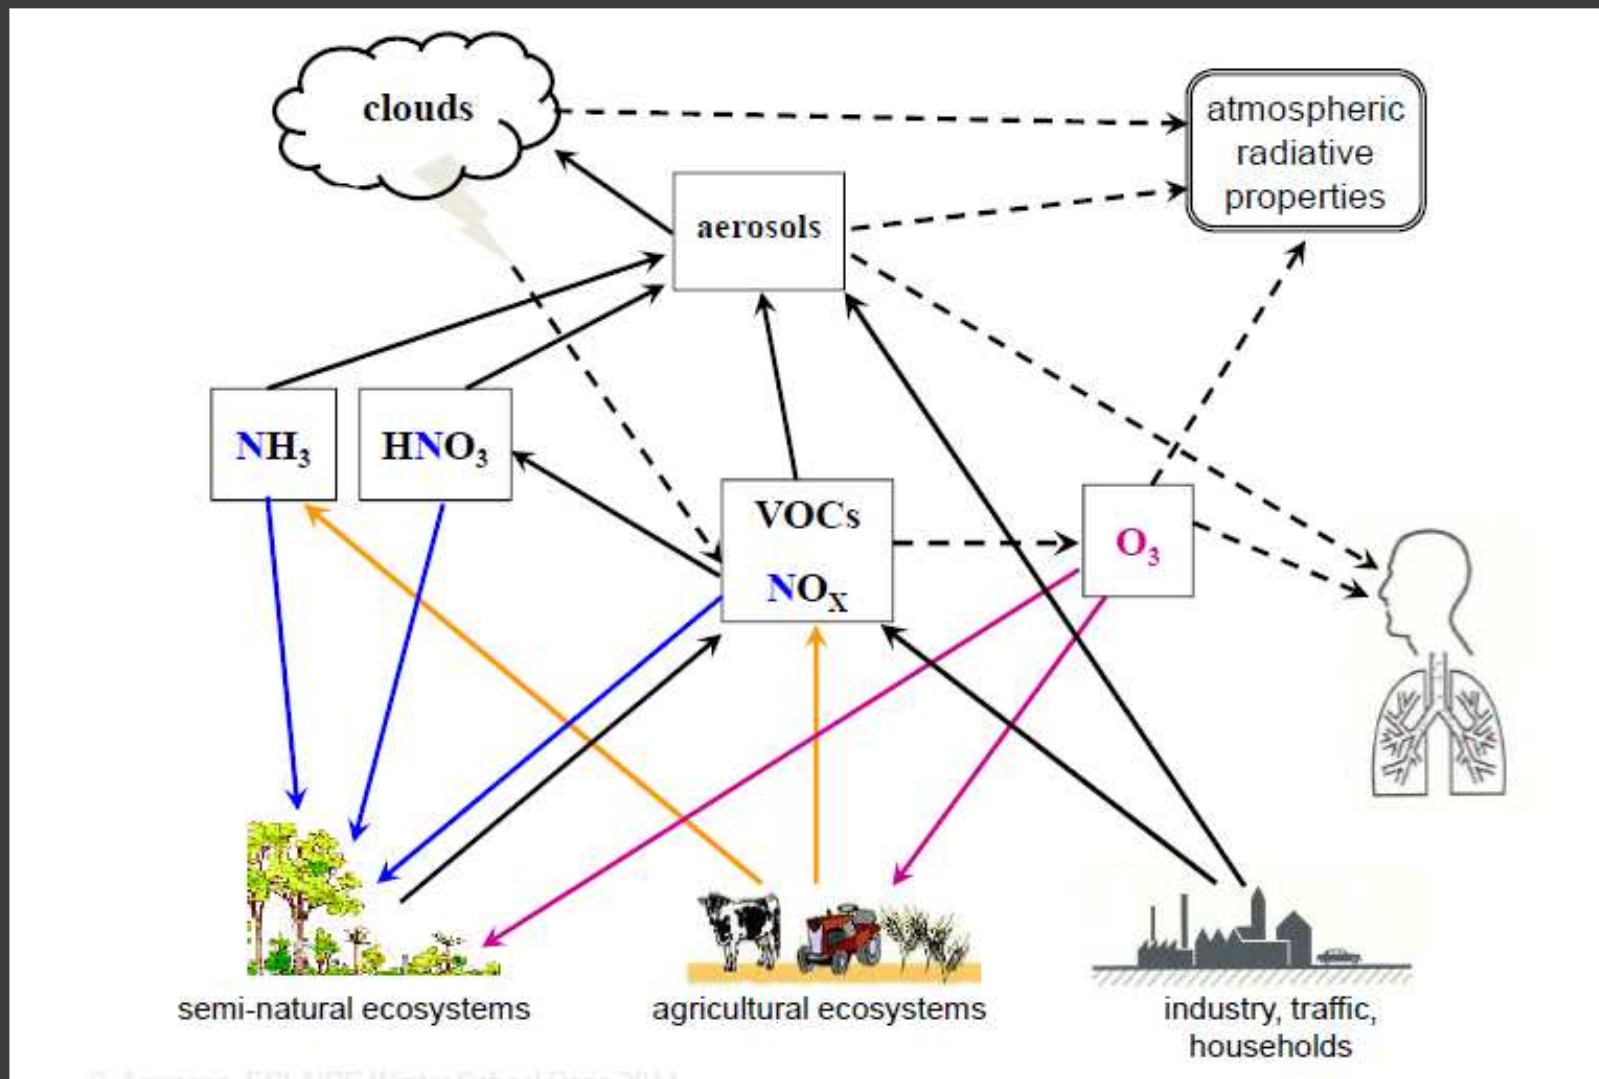 clouds
atmospheric
radiative
properties
aerosols
NH₃
HNO₃
VOCs
NOₓ
O₃
semi-natural ecosystems
agricultural ecosystems
industry, traffic,
households